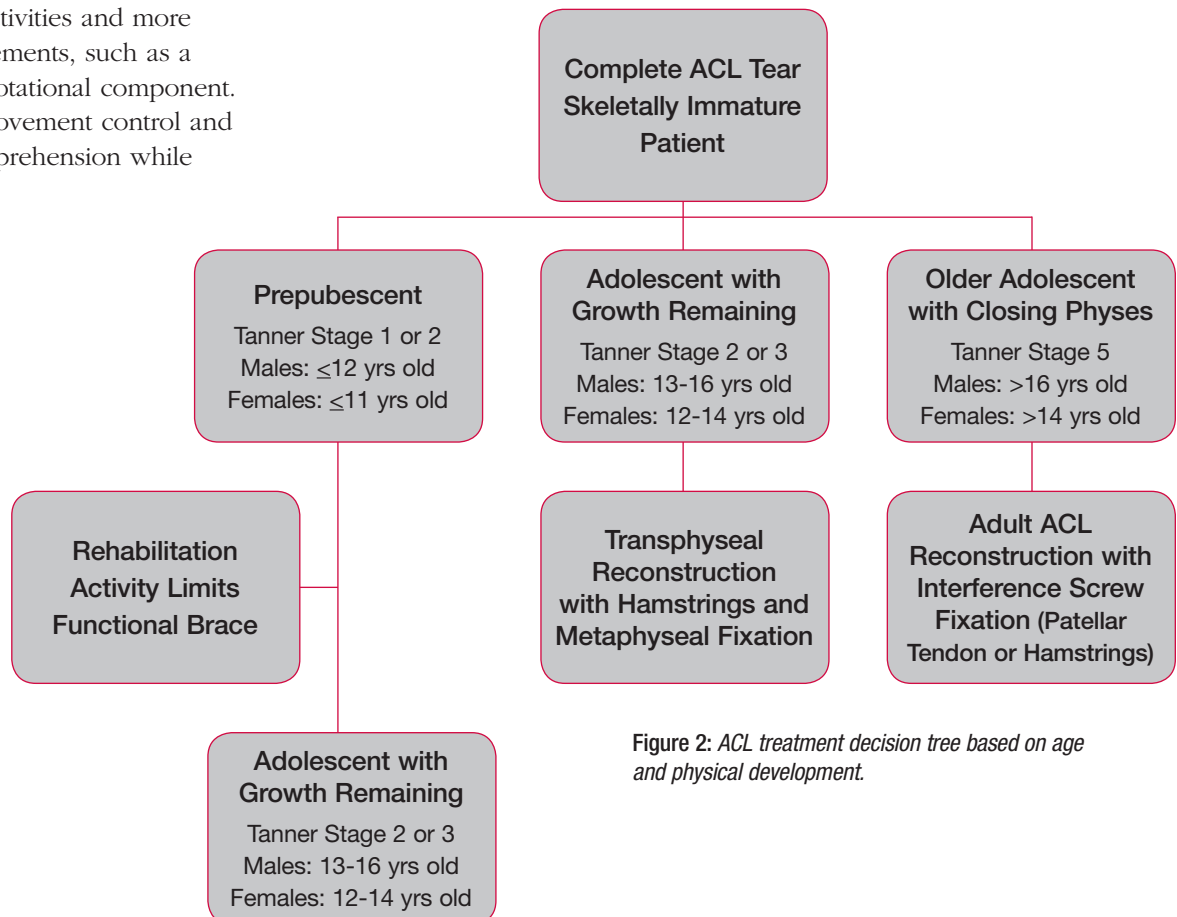 and more
such as a
component.
control and
while
Complete ACL Tear
Skeletally Immature
Patient
Prepubescent
Tanner Stage 1 or 2
Males: ≤12 yrs old
Females: ≤11 yrs old
Adolescent with
Growth Remaining
Tanner Stage 2 or 3
Males: 13-16 yrs old
Females: 12-14 yrs old
Older Adolescent
with Closing Physes
Tanner Stage 5
Males: >16 yrs old
Females: >14 yrs old
Rehabilitation
Activity Limits
Functional Brace
Transphyseal
Reconstruction
with Hamstrings and
Metaphyseal Fixation
Adult ACL
Reconstruction with
Interference Screw
Fixation (Patellar
Tendon or Hamstrings)
Adolescent with
Growth Remaining
Tanner Stage 2 or 3
Males: 13-16 yrs old
Females: 12-14 yrs old
Figure 2: ACL treatment decision tree based on age
and physical development.